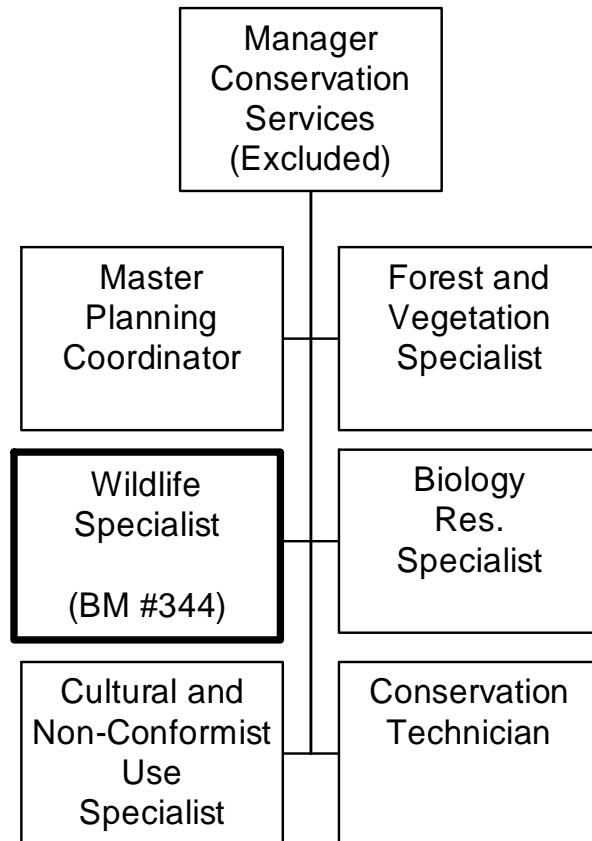 Manager
Conservation
Services
(Excluded)
Master
Planning
Coordinator
Forest and
Vegetation
Specialist
Wildlife
Specialist
(BM #344)
Biology
Res.
Specialist
Cultural and
Non-Conformist
Use
Specialist
Conservation
Technician